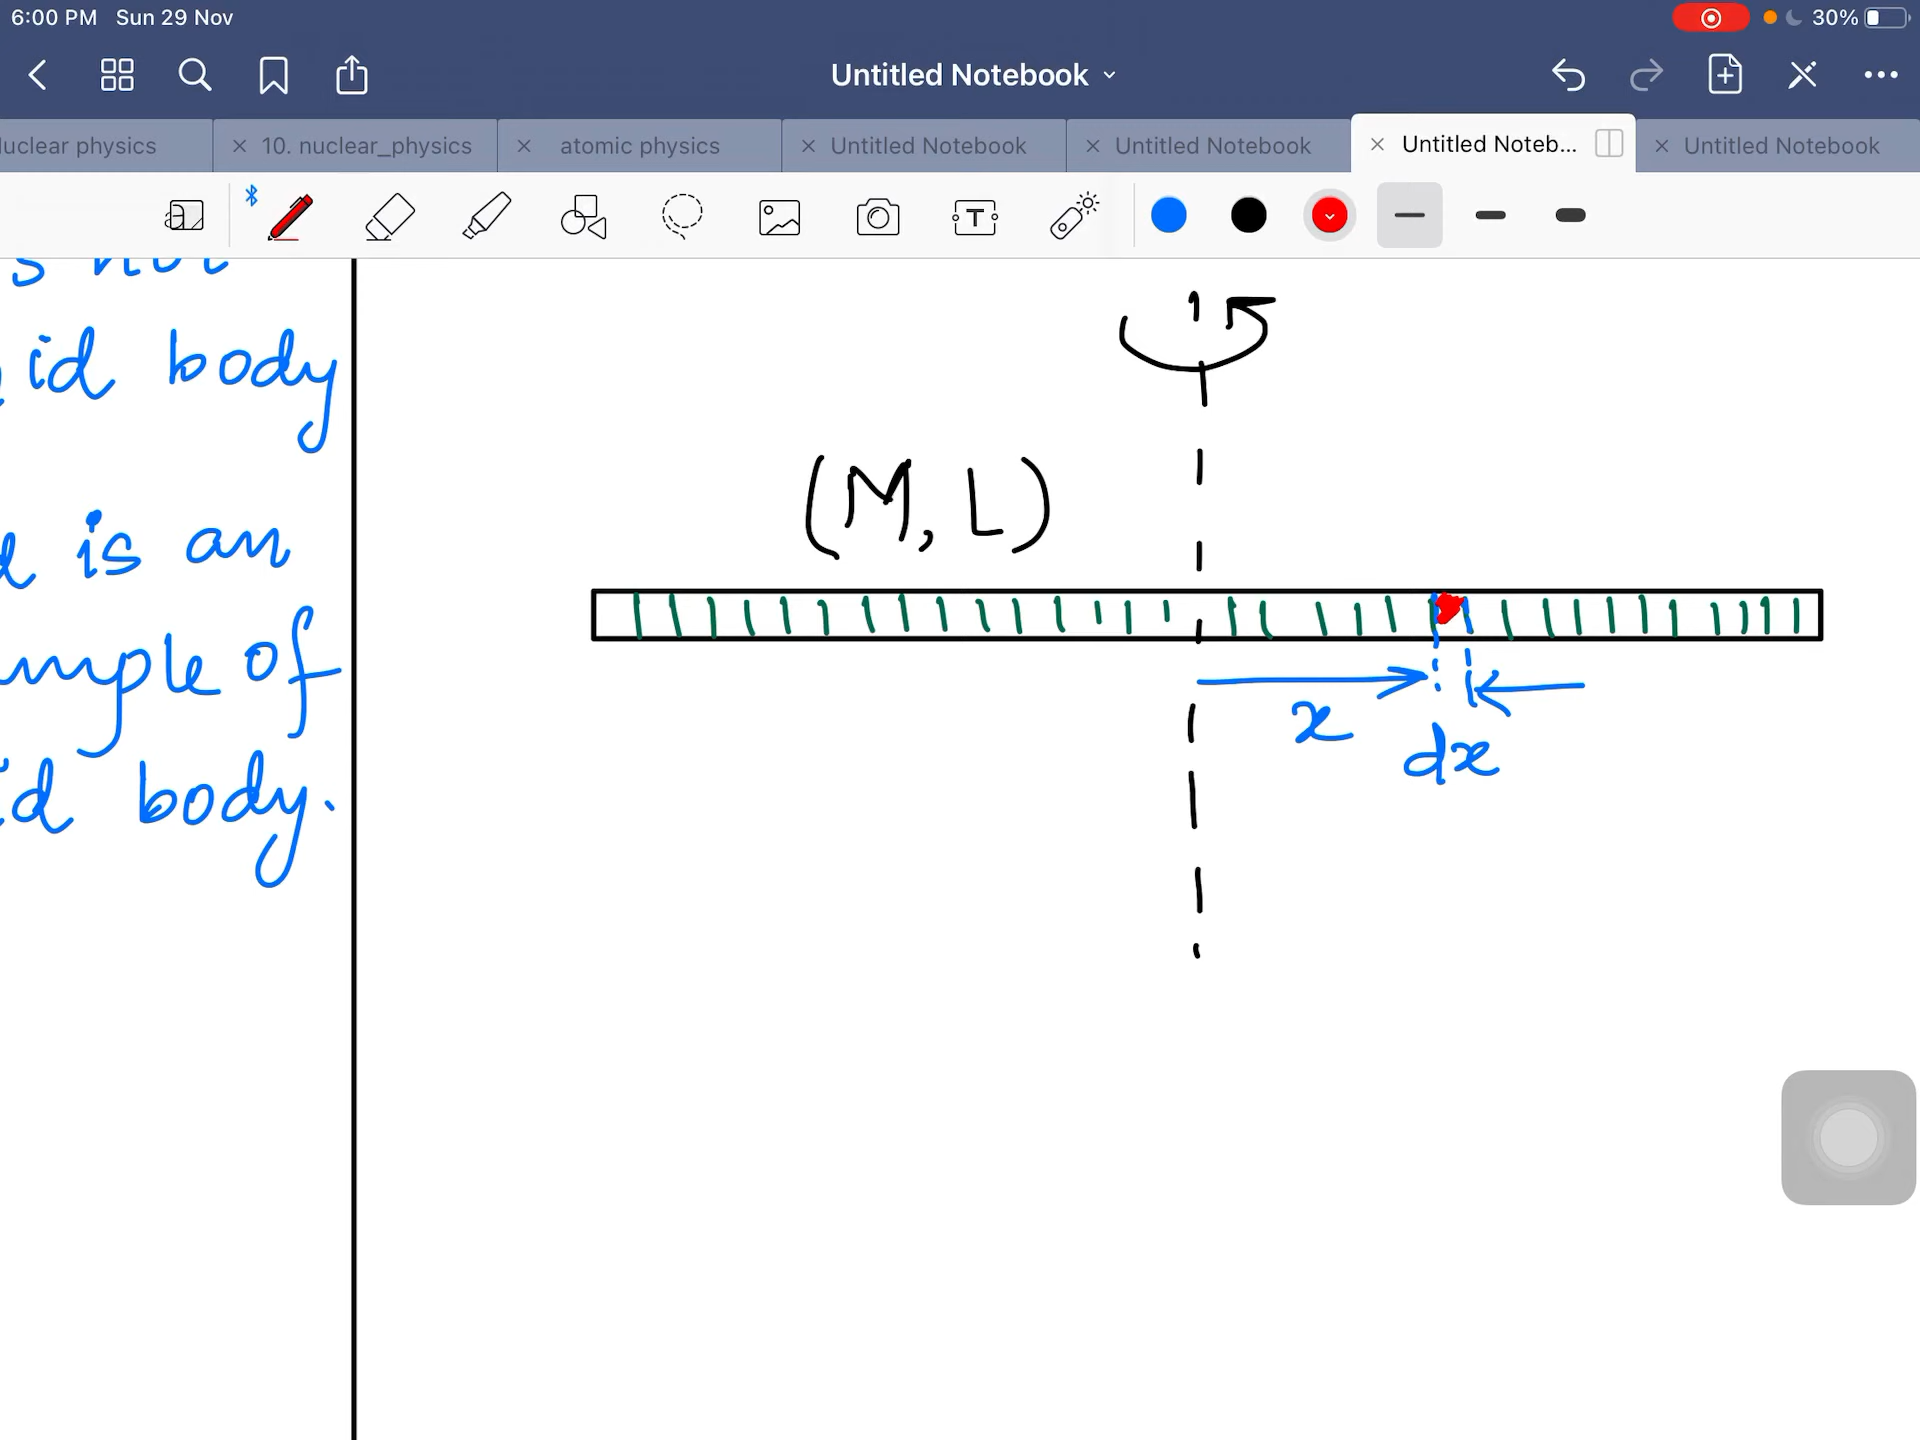 6:00 PM Sun 29 Nov
30%
Untitled Notebook
uclear physics
10. nuclear_physics
atomic physics
Untitled Notebook
Untitled Notebook
Untitled Noteb...
Untitled Notebook
T
s not
id body
is an
mple of
d body.
(M, L)
x
dx